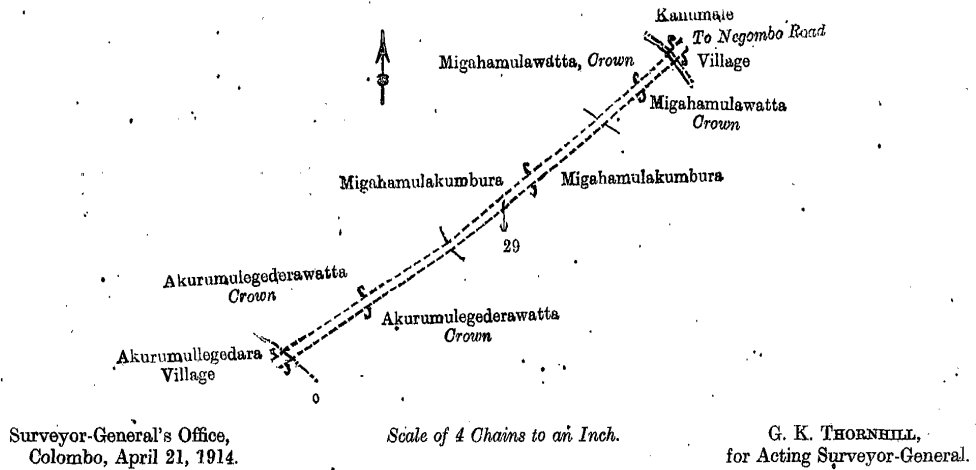 Kanumale
To Negombo Road
Migahamulawatta, Crown
Village
Migahamulawatta
Crown
Migahamulakumbura
Migahamulakumbura
29
Akurumulegederawatta
Crown
Akurumulegederawatta
Crown
Akurumullegedara
Village
0
Surveyor-General's Office,
Colombo, April 21, 1914.
Scale of 4 Chains to an Inch.
G. K. THORNHILL,
for Acting Surveyor-General.